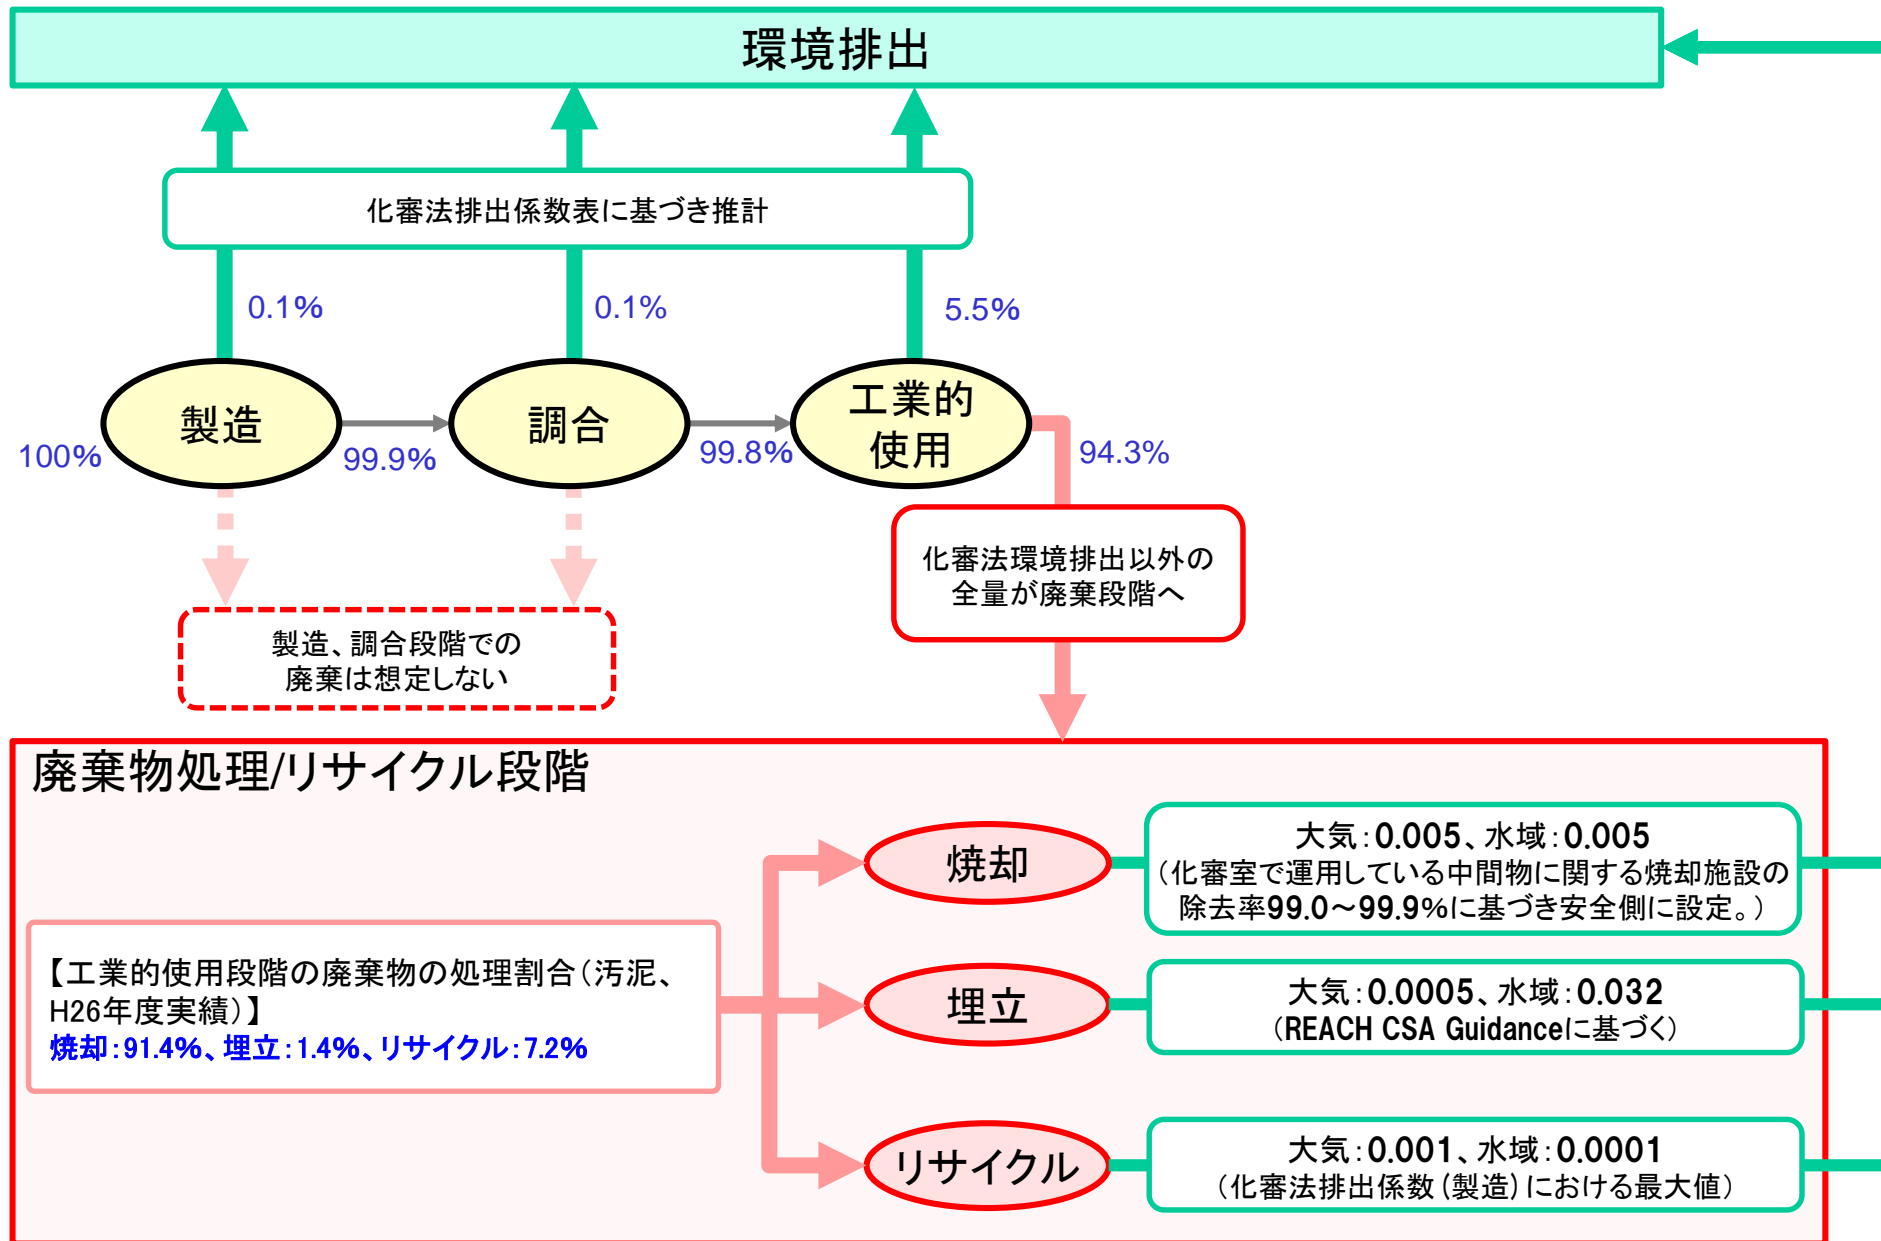 環境排出
化審法排出係数表に基づき推計
0.1%
0.1%
5.5%
製造
調合
工業的
使用
100%
99.9%
99.8%
94.3%
化審法環境排出以外の
全量が廃棄段階へ
製造、調合段階での
廃棄は想定しない
廃棄物処理/リサイクル段階
【工業的使用段階の廃棄物の処理割合(汚泥、
H26年度実績)】
焼却:91.4%、埋立:1.4%、リサイクル:7.2%
焼却
大気:0.005、水域:0.005
(化審室で運用している中間物に関する焼却施設の
除去率99.0～99.9%に基づき安全側に設定。)
埋立
大気:0.0005、水域:0.032
(REACH CSA Guidanceに基づく)
リサイクル
大気:0.001、水域:0.0001
(化審法排出係数(製造)における最大値)